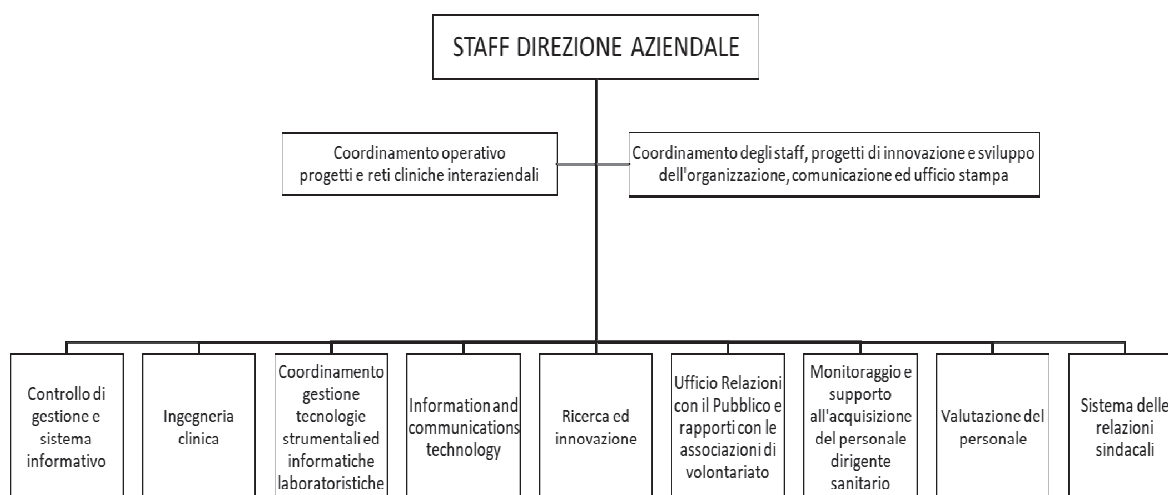 STAFF DIREZIONE AZIENDALE
Coordinamento operativo
progetti e reti cliniche interaziendali
Coordinamento degli staff, progetti di innovazione e sviluppo
dell'organizzazione, comunicazione ed ufficio stampa
Controllo di
gestione e
sistema
informativo
Ingegneria
clinica
Coordinamento
gestione
tecnologie
strumentali ed
informatiche
laboratoristiche
Information and
communications
technology
Ricerca ed
innovazione
Ufficio Relazioni
con il Pubblico e
rapporti con le
associazioni di
volontariato
Monitoraggio e
supporto
all'acquisizione
del personale
dirigente
sanitario
Valutazione del
personale
Sistema delle
relazioni
sindacali